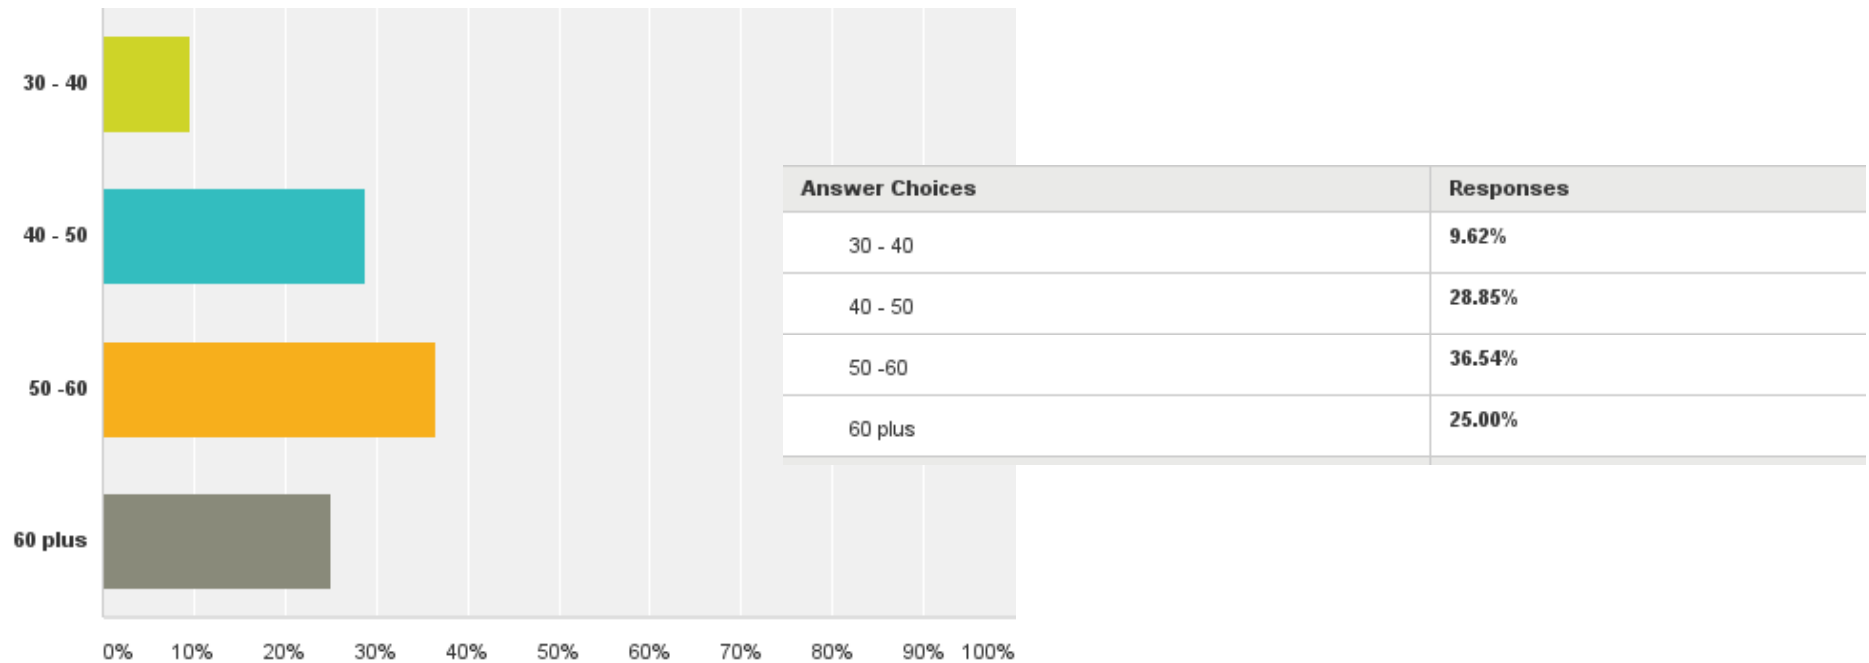 30 - 40
40 - 50
50 -60
60 plus
0% 10% 20% 30% 40% 50% 60% 70% 80% 90% 100%
Answer Choices Responses
30 - 40 9.62%
40 - 50 28.85%
50 -60 36.54%
60 plus 25.00%